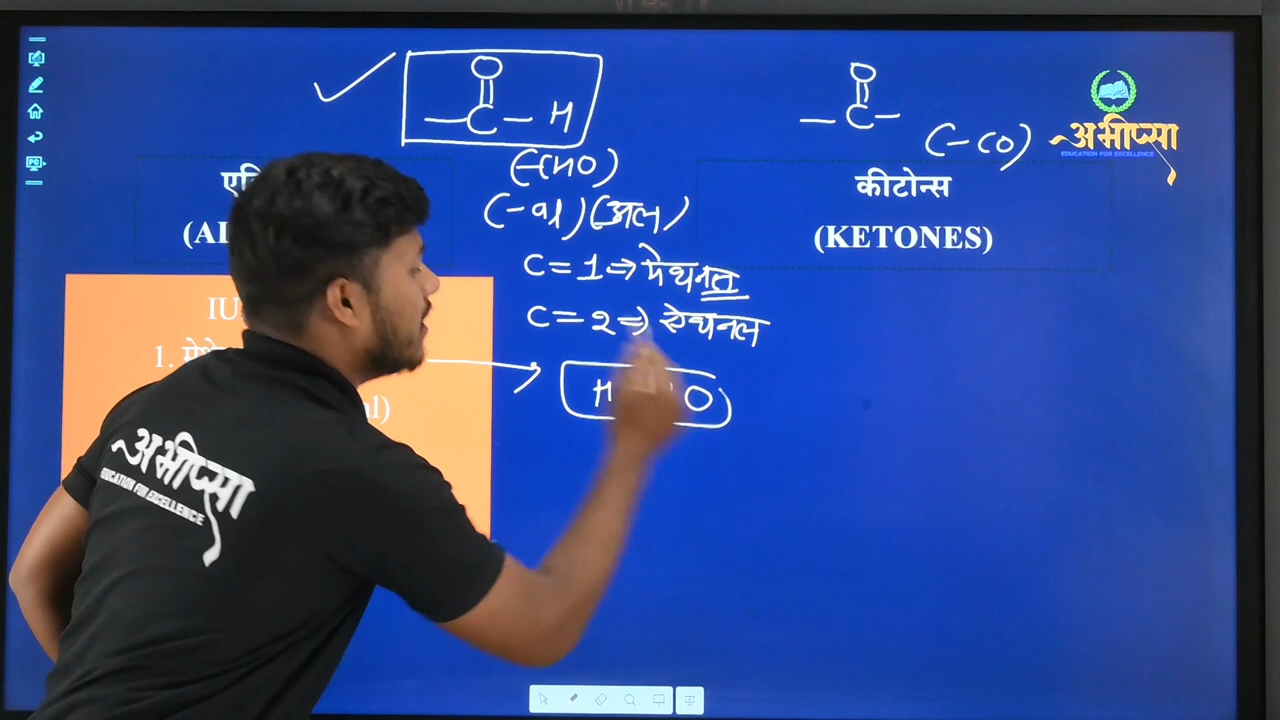 O
— C — H
(-CHO)
(-al) (अल)
C = 1 ⇒ मेथनल
C = 2 ⇒ ऐथनल
O
— C —
(-CO)
अभीप्सा
EDUCATION FOR EXCELLENCE
कीटोन्स
(KETONES)
(AL
IU
1.
al)
H O
अभीप्सा
EDUCATION FOR EXCELLENCE